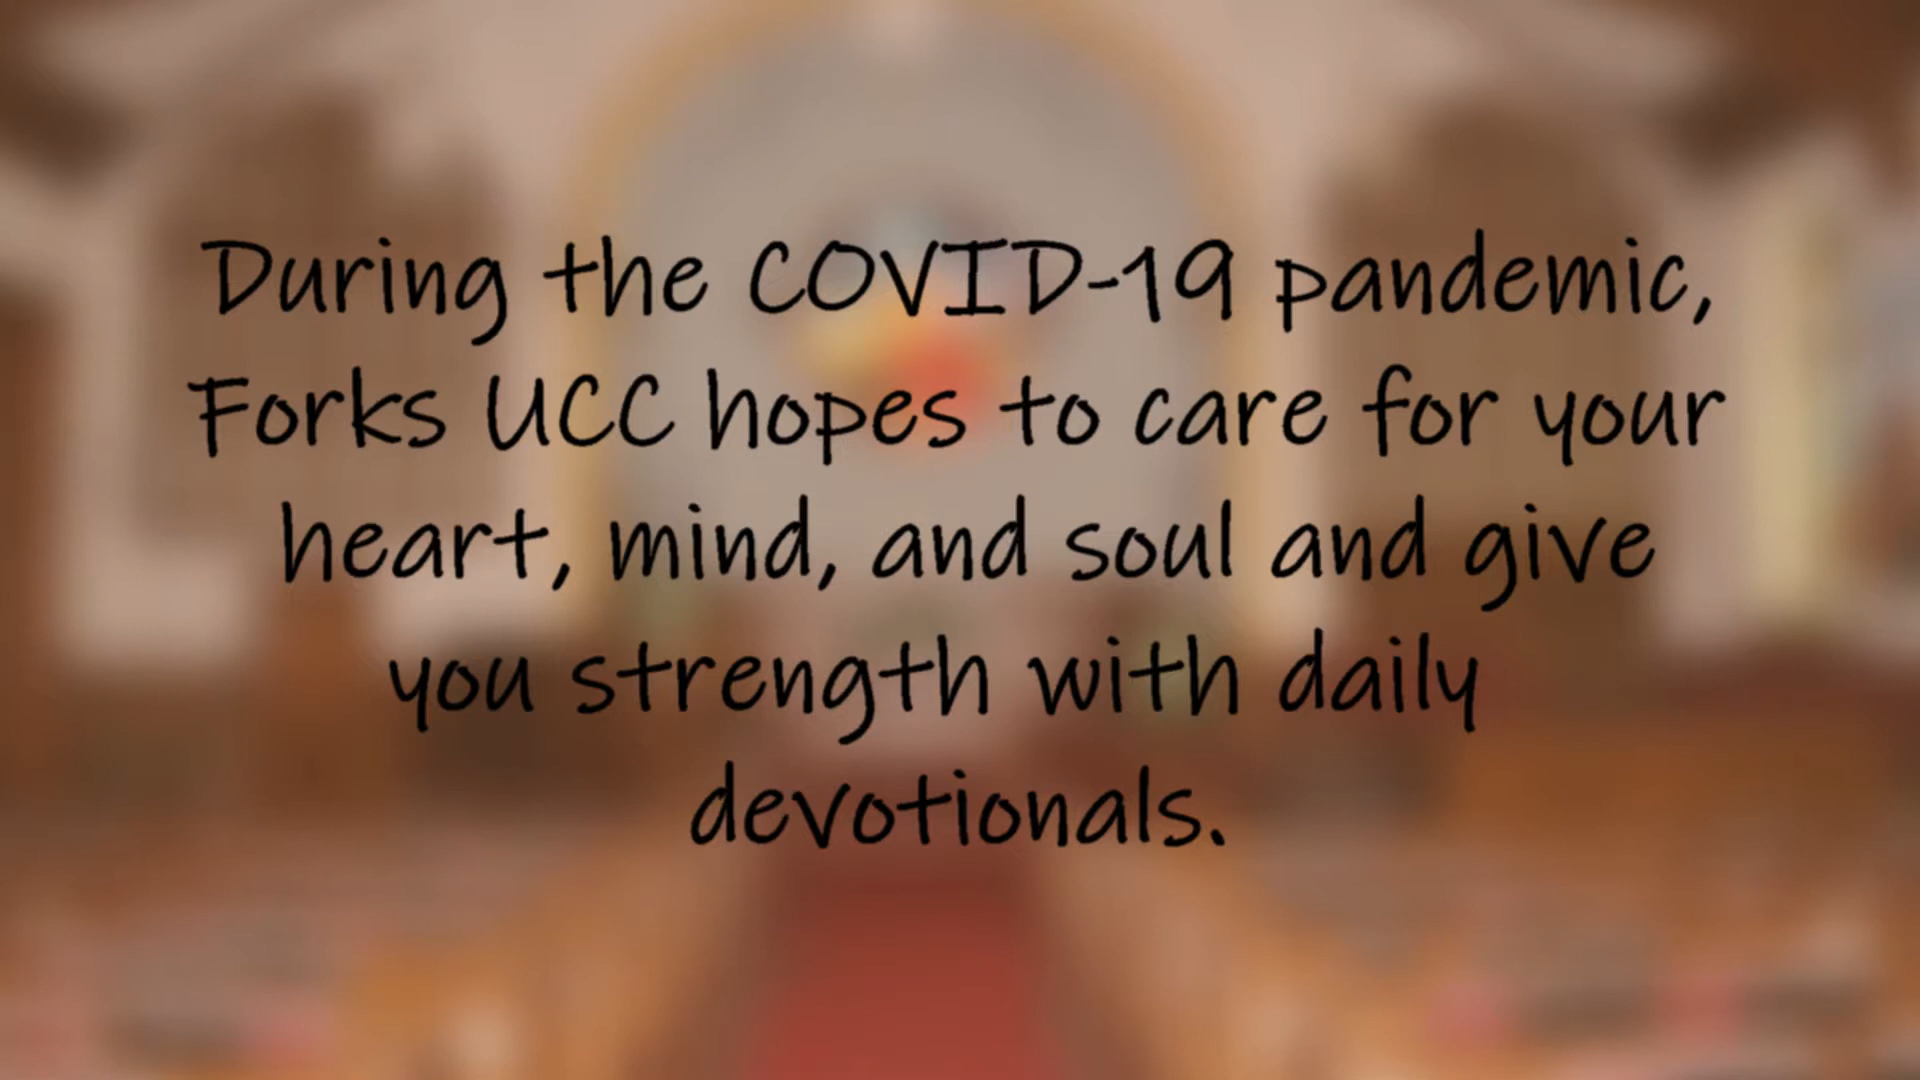 During the COVID-19 pandemic,
Forks UCC hopes to care for your
heart, mind, and soul and give
you strength with daily
devotionals.